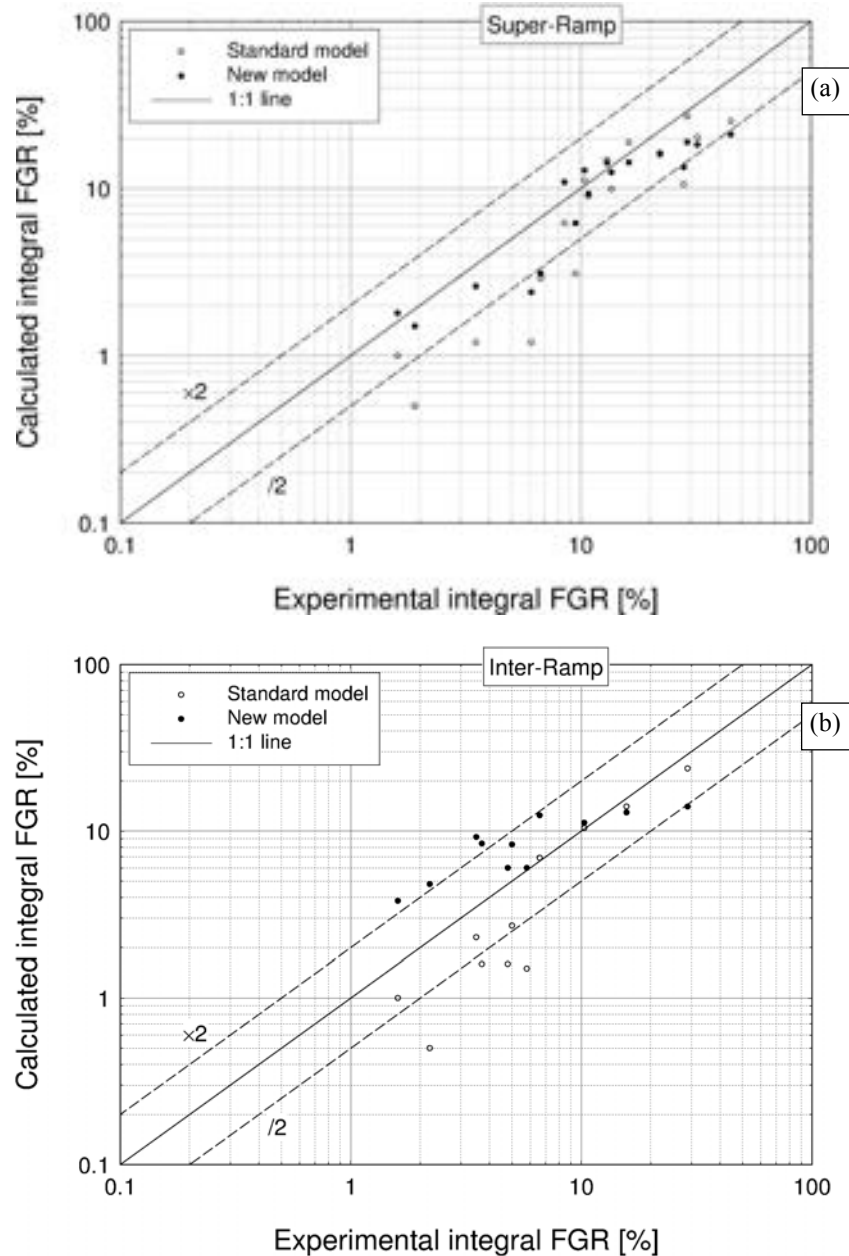 100
Super-Ramp
Standard model
New model
1:1 line
(a)
10
Calculated integral FGR [%]
1
×2
/2
0.1
0.1 1 10 100
Experimental integral FGR [%]
100
Inter-Ramp
Standard model
New model
1:1 line
(b)
10
Calculated integral FGR [%]
1
×2
/2
0.1
0.1 1 10 100
Experimental integral FGR [%]